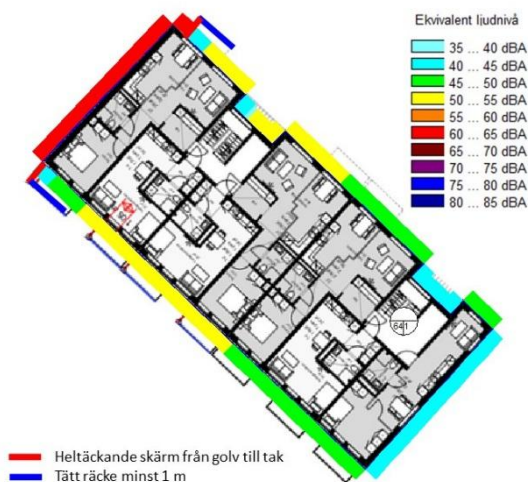 Ekvivalent ljudnivå
35 ... 40 dBA
40 ... 45 dBA
45 ... 50 dBA
50 ... 55 dBA
55 ... 60 dBA
60 ... 65 dBA
65 ... 70 dBA
70 ... 75 dBA
75 ... 80 dBA
80 ... 85 dBA
641
Heltäckande skärm från golv till tak
Tätt räcke minst 1 m